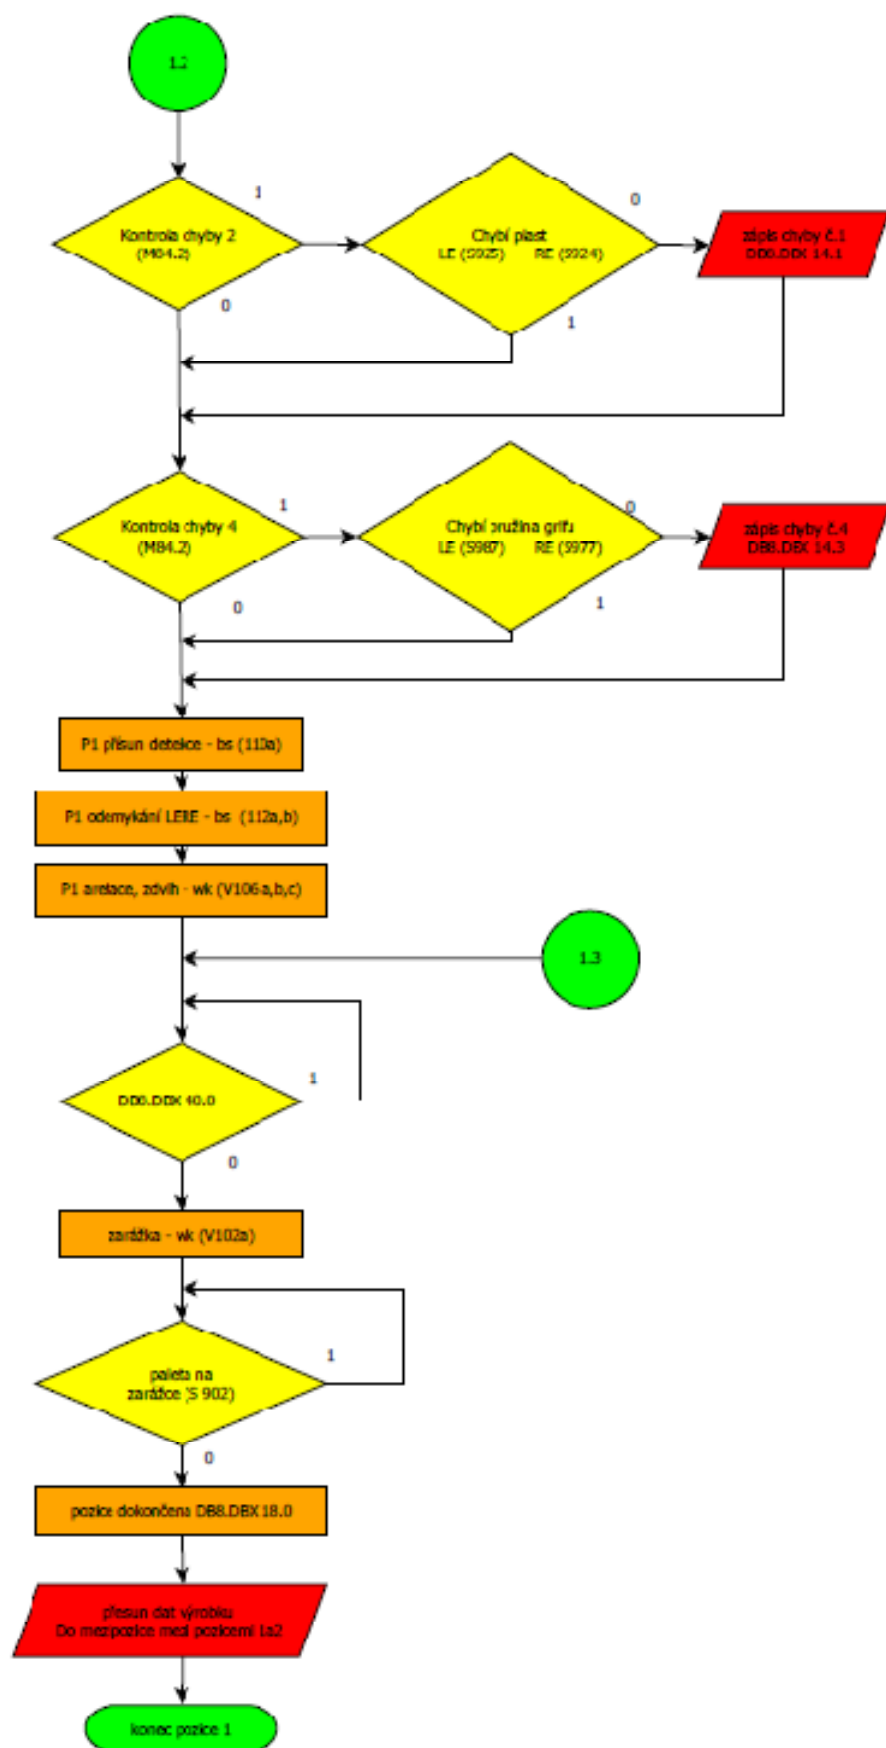 1.2
1
Kontrola chyby 2
(M84.2)
0
Chybí plast
LE (S925) RE (S924)
0
1
zápis chyby č.1
DB8.DBX 14.1
Kontrola chyby 4
(M84.2)
1
0
Chybí pružina grifu
LE (S987) RE (S977)
0
1
zápis chyby č.4
DB8.DBX 14.3
P1 přísun detekce - bs (110a)
P1 odemykání LERE - bs (112a,b)
P1 aretace, zdvih - wk (V106a,b,c)
1.3
DB8.DBX 40.0
1
0
zarážka - wk (V102a)
paleta na
zarážce (S 902)
1
0
pozice dokončena DB8.DBX 18.0
přesun dat výrobku
Do mezipozice mezi pozicemi 1a2
konec pozice 1